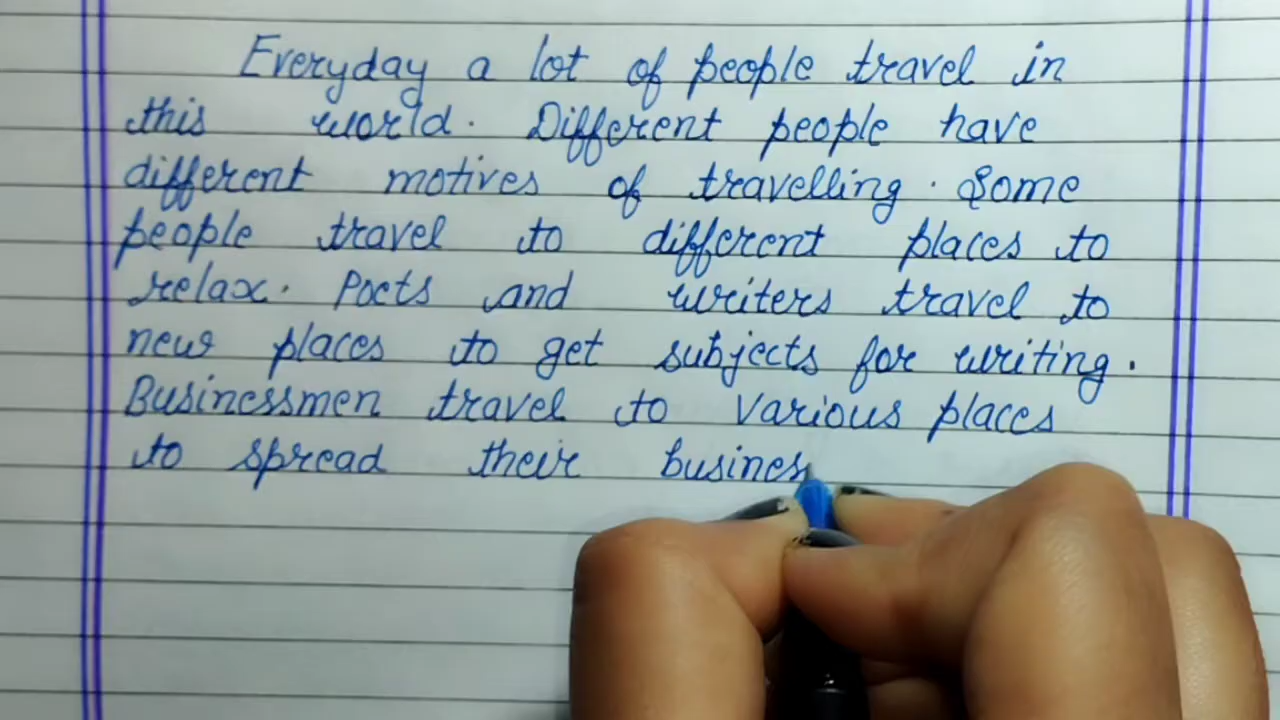 Everyday a lot of people travel in
this world. Different people have
different motives of travelling. Some
people travel to different places to
relax. Poets and writers travel to
new places to get subjects for writing.
Businessmen travel to various places
to spread their busines